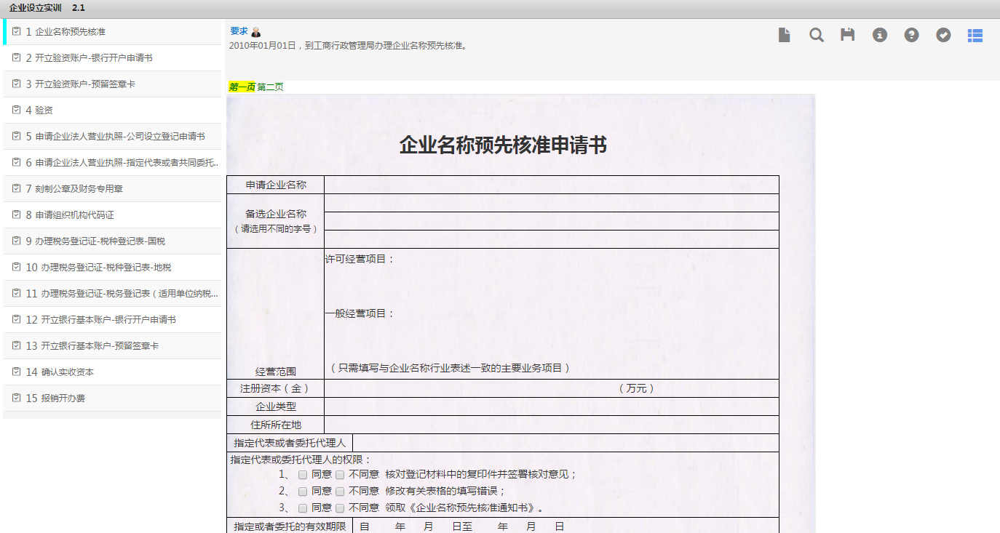 企业设立实训 2.1
1 企业名称预先核准
2 开立验资账户-银行开户申请书
3 开立验资账户-预留签章卡
4 验资
5 申请企业法人营业执照-公司设立登记申请书
6 申请企业法人营业执照-指定代表或者共同委托..
7 刻制公章及财务专用章
8 申请组织机构代码证
9 办理税务登记证-税种登记表-国税
10 办理税务登记证-税种登记表-地税
11 办理税务登记证-税务登记表（适用单位纳税...
12 开立银行基本账户-银行开户申请书
13 开立银行基本账户-预留签章卡
14 确认实收资本
15 报销开办费
要求
2010年01月01日，到工商行政管理局办理企业名称预先核准。
第一页 第二页
企业名称预先核准申请书
申请企业名称
备选企业名称
（请选用不同的字号）
许可经营项目：
一般经营项目：
（只需填写与企业名称行业表述一致的主要业务项目）
经营范围
注册资本（金） （万元）
企业类型
住所所在地
指定代表或者委托代理人
指定代表或委托代理人的权限：
1、 同意 不同意 核对登记材料中的复印件并签署核对意见；
2、 同意 不同意 修改有关表格的填写错误；
3、 同意 不同意 领取《企业名称预先核准通知书》。
指定或者委托的有效期限 自 年 月 日至 年 月 日